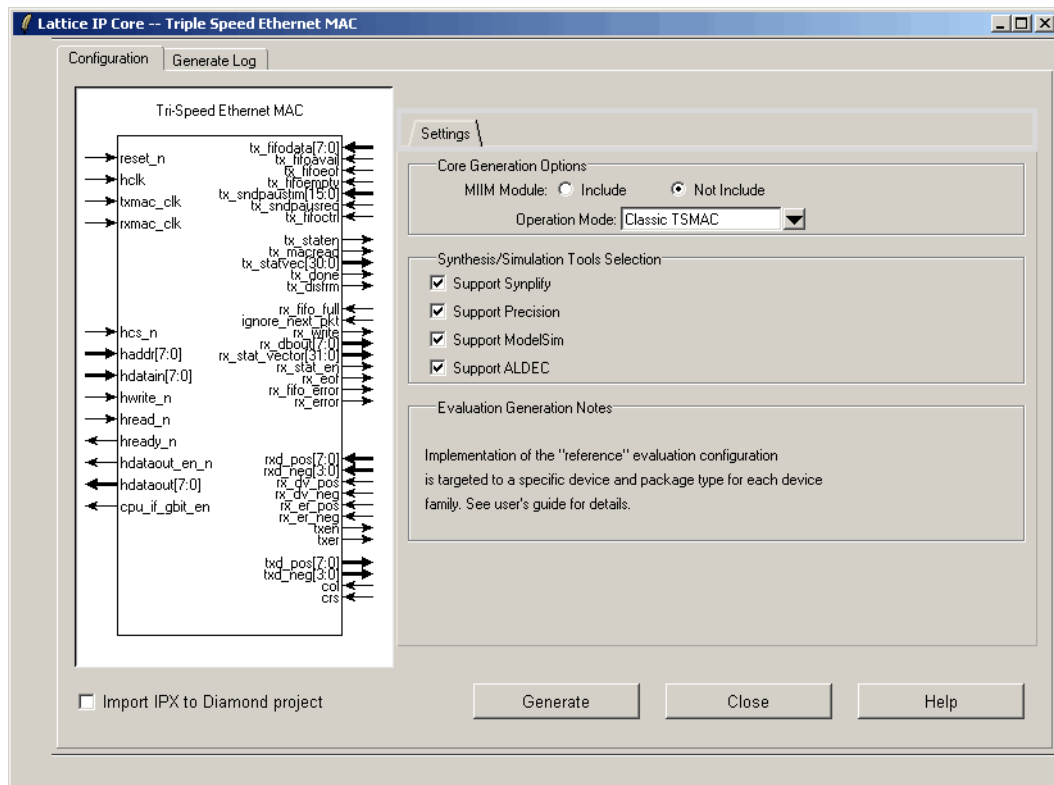 Lattice IP Core -- Triple Speed Ethernet MAC
Configuration
Generate Log
Tri-Speed Ethernet MAC
reset_n
hclk
txmac_clk
rxmac_clk
hcs_n
haddr[7:0]
hdatain[7:0]
hwrite_n
hread_n
hready_n
hdataout_en_n
hdataout[7:0]
cpu_if_gbit_en
tx_fifodata[7:0]
tx_fifoavail
tx_fifoeof
tx_fifoempty
tx_sndpaustim[15:0]
tx_sndpausreq
tx_fifoctrl
tx_staten
tx_macread
tx_statvec[30:0]
tx_done
tx_disfrm
rx_fifo_full
ignore_next_pkt
rx_write
rx_dbout[7:0]
rx_stat_vector[31:0]
rx_stat_en
rx_eof
rx_fifo_error
rx_error
rxd_pos[7:0]
rxd_neg[3:0]
rx_dv_pos
rx_dv_neg
rx_er_pos
rx_er_neg
txen
txer
txd_pos[7:0]
txd_neg[3:0]
col
crs
Settings
Core Generation Options
MIIM Module: Include Not Include
Operation Mode: Classic TSMAC
Synthesis/Simulation Tools Selection
Support Synplify
Support Precision
Support ModelSim
Support ALDEC
Evaluation Generation Notes
Implementation of the "reference" evaluation configuration
is targeted to a specific device and package type for each device
family. See user's guide for details.
Import IPX to Diamond project
Generate
Close
Help